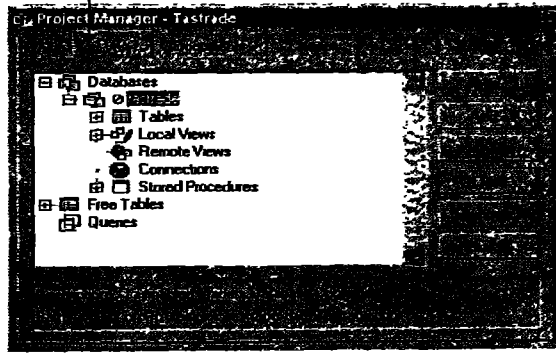 Project Manager - Tastrade
Databases
Tables
Local Views
Remote Views
Connections
Stored Procedures
Free Tables
Queries